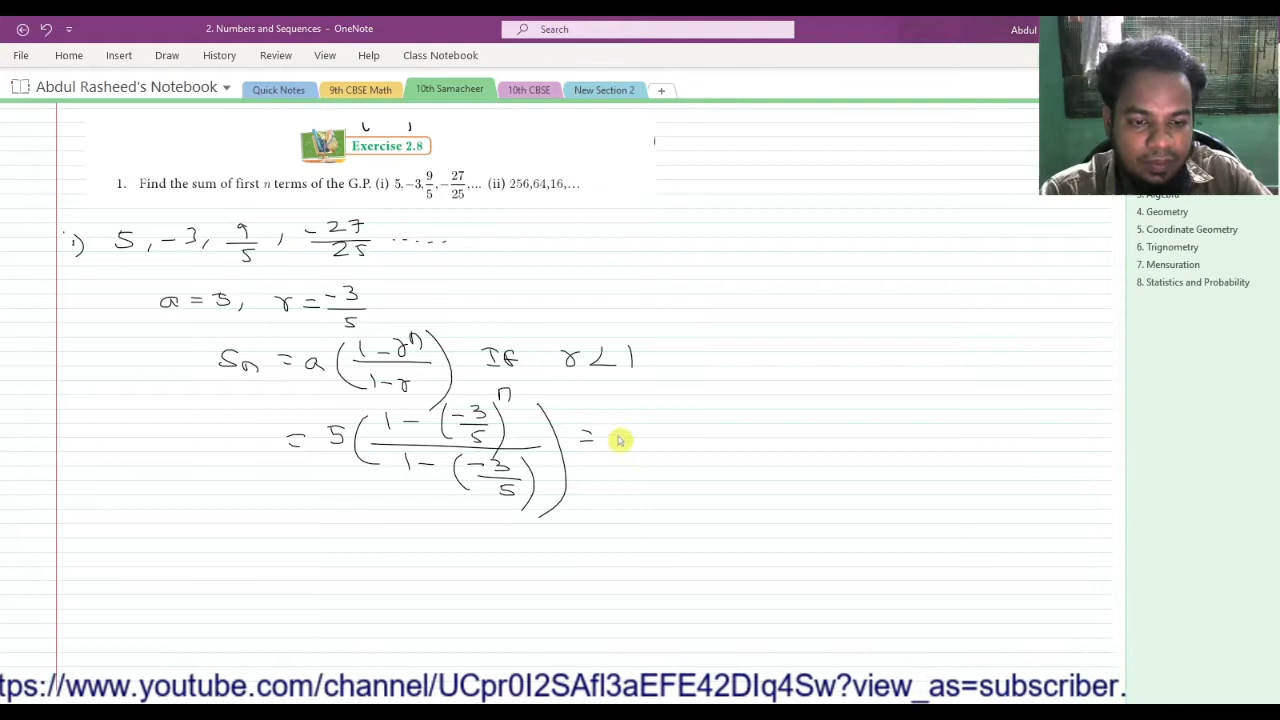 2. Numbers and Sequences - OneNote
Search
Abdul
File Home Insert Draw History Review View Help Class Notebook
Abdul Rasheed's Notebook Quick Notes 9th CBSE Math 10th Samacheer 10th CBSE New Section 2 +
Exercise 2.8
1. Find the sum of first n terms of the G.P. (i) 5, −3, 9/5, −27/25, ... (ii) 256,64,16,...
i) 5, -3, 9/5, -27/25 .....
a = 5, r = -3/5
Sn = a ( (1 - r^n) / (1 - r) ) If r < 1
= 5 ( (1 - (-3/5)^n) / (1 - (-3/5)) ) =
3. Algebra
4. Geometry
5. Coordinate Geometry
6. Trignometry
7. Mensuration
8. Statistics and Probability
tps://www.youtube.com/channel/UCpr0I2SAfl3aEFE42DIq4Sw?view_as=subscriber.